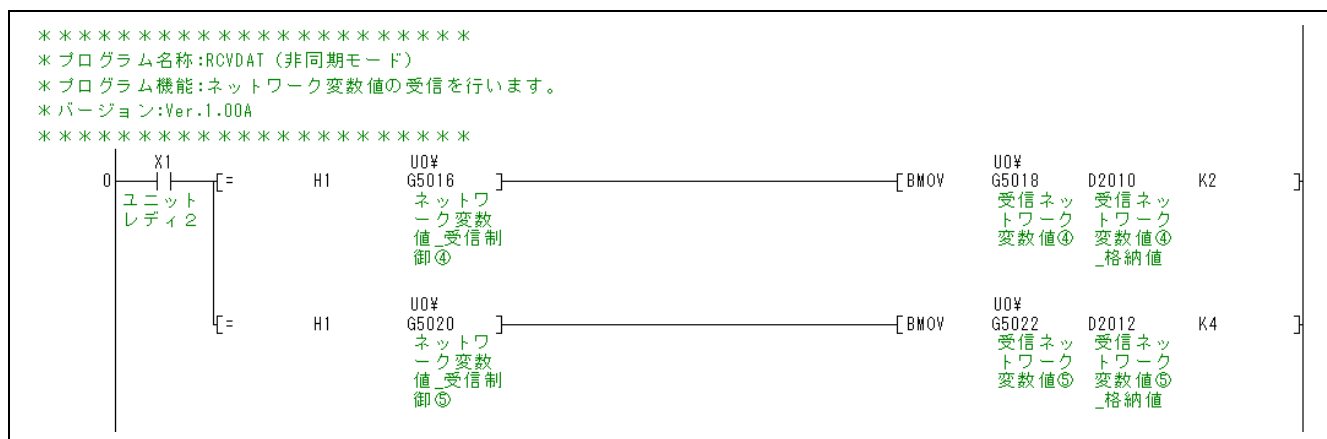 ＊＊＊＊＊＊＊＊＊＊＊＊＊＊＊＊＊＊＊＊＊＊
＊プログラム名称:RCVDAT（非同期モード）
＊プログラム機能:ネットワーク変数値の受信を行います。
＊バージョン:Ver.1.00A
＊＊＊＊＊＊＊＊＊＊＊＊＊＊＊＊＊＊＊＊＊＊
X1 U0¥ U0¥
0 [= H1 G5016 ] [BMOV G5018 D2010 K2 ]
ユニット ネットワ 受信ネッ 受信ネッ
レディ２ ーク変数 トワーク トワーク
値_受信制 変数値④ 変数値④
御④ _格納値
U0¥ U0¥
[= H1 G5020 ] [BMOV G5022 D2012 K4 ]
ネットワ 受信ネッ 受信ネッ
ーク変数 トワーク トワーク
値_受信制 変数値⑤ 変数値⑤
御⑤ _格納値